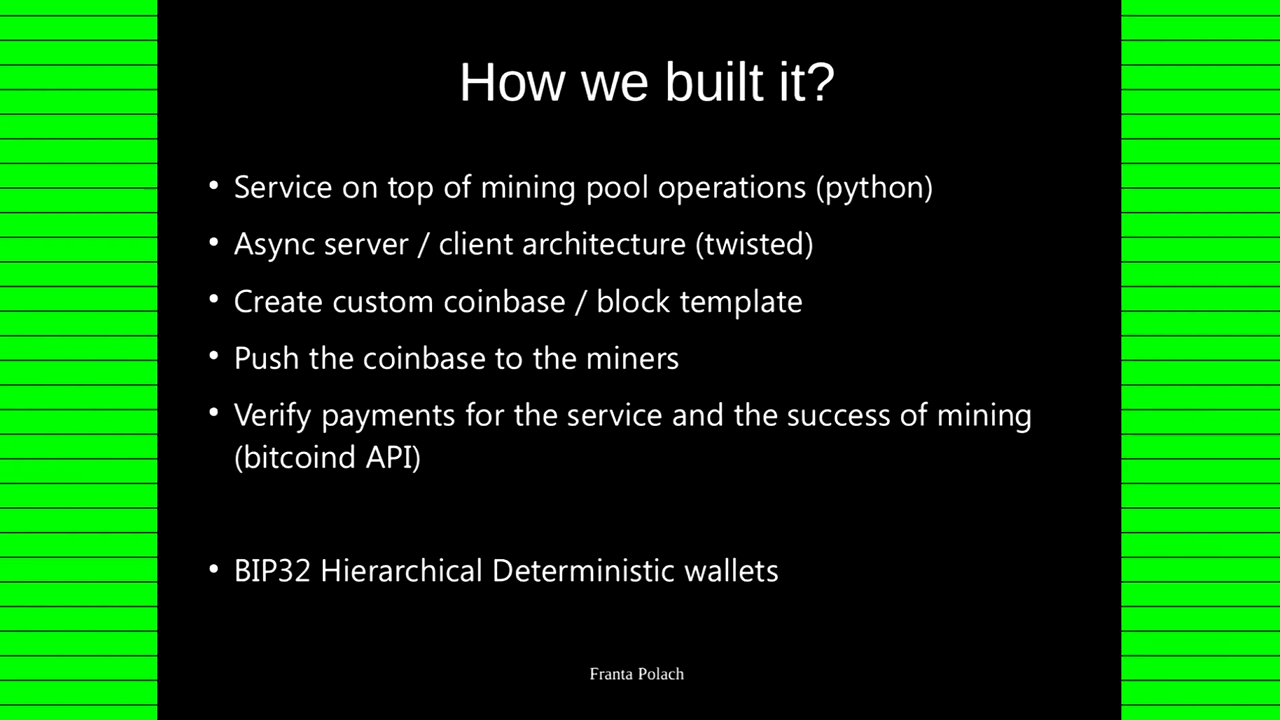 How we built it?
• Service on top of mining pool operations (python)
• Async server / client architecture (twisted)
• Create custom coinbase / block template
• Push the coinbase to the miners
• Verify payments for the service and the success of mining
(bitcoind API)
• BIP32 Hierarchical Deterministic wallets
Franta Polach